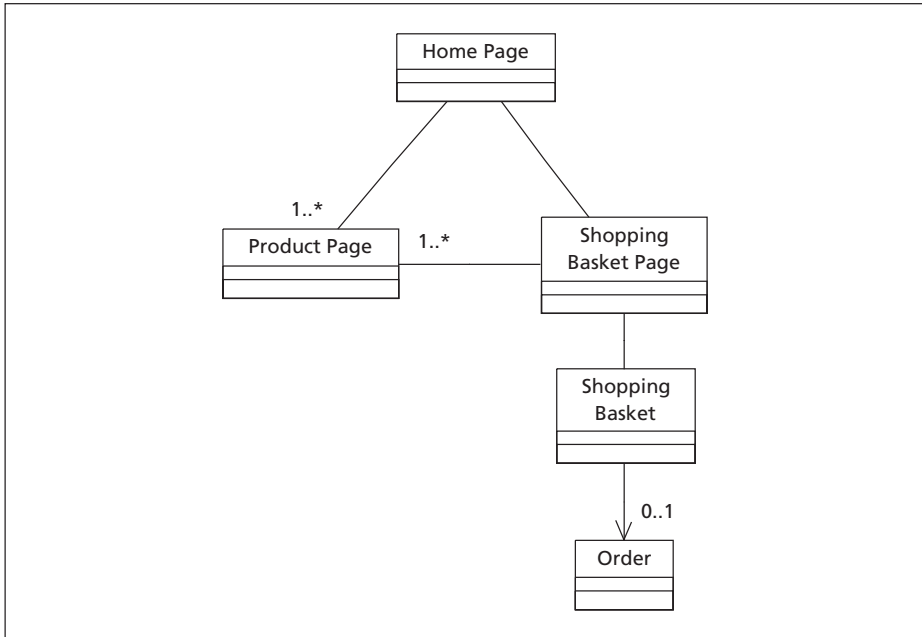 Home Page
1..*
Product Page
1..*
Shopping
Basket Page
Shopping
Basket
0..1
Order